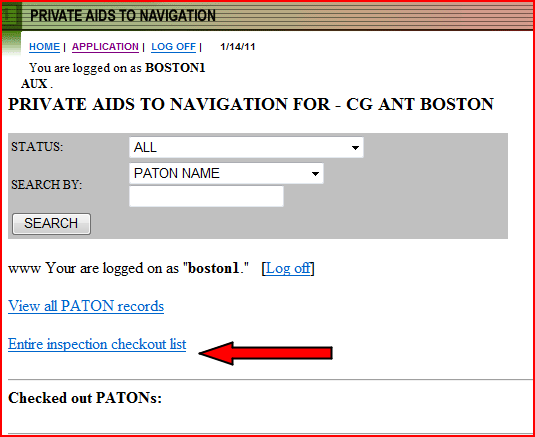 PRIVATE AIDS TO NAVIGATION
HOME | APPLICATION | LOG OFF | 1/14/11
You are logged on as BOSTON1
AUX .
PRIVATE AIDS TO NAVIGATION FOR - CG ANT BOSTON
STATUS: ALL
SEARCH BY: PATON NAME
SEARCH
www Your are logged on as "boston1." [Log off]
View all PATON records
Entire inspection checkout list
Checked out PATONs: